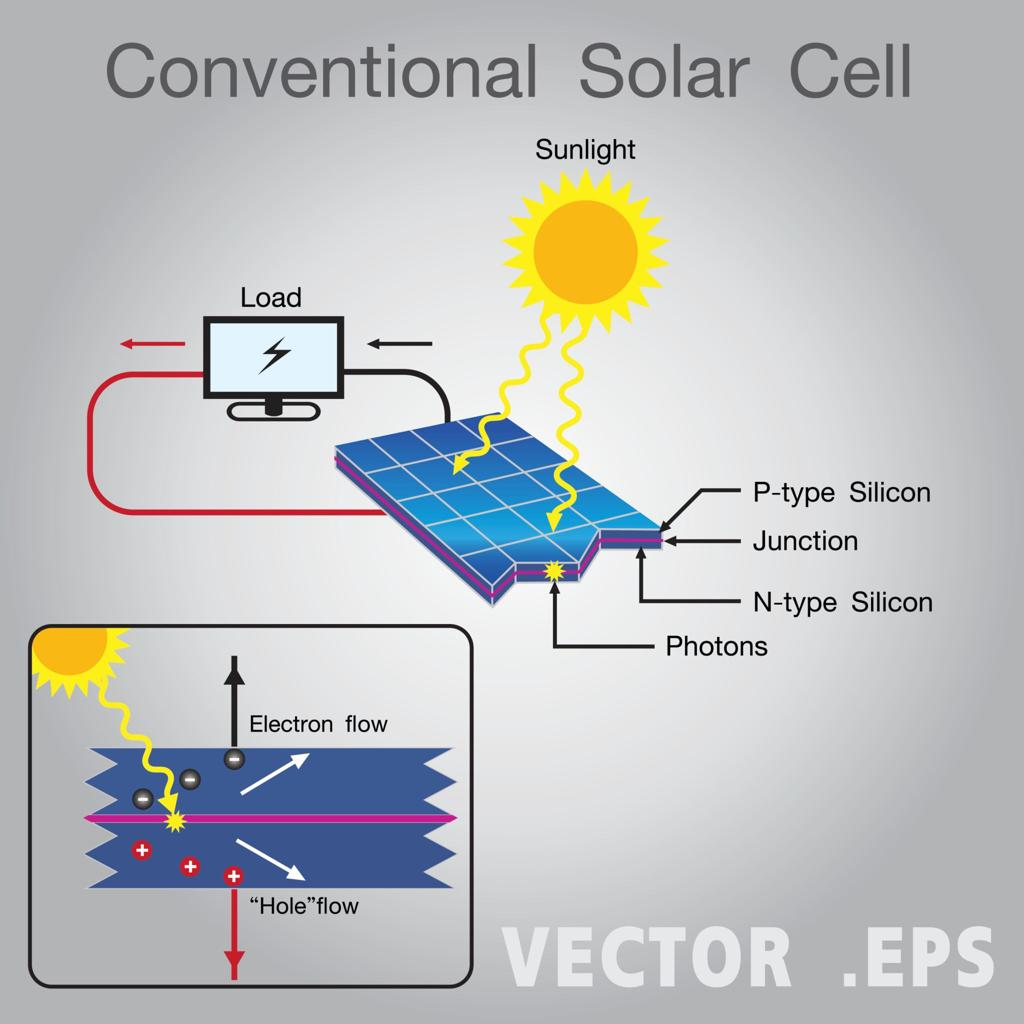 Conventional Solar Cell
Sunlight
Load
P-type Silicon
Junction
N-type Silicon
Photons
Electron flow
“Hole”flow
VECTOR .EPS